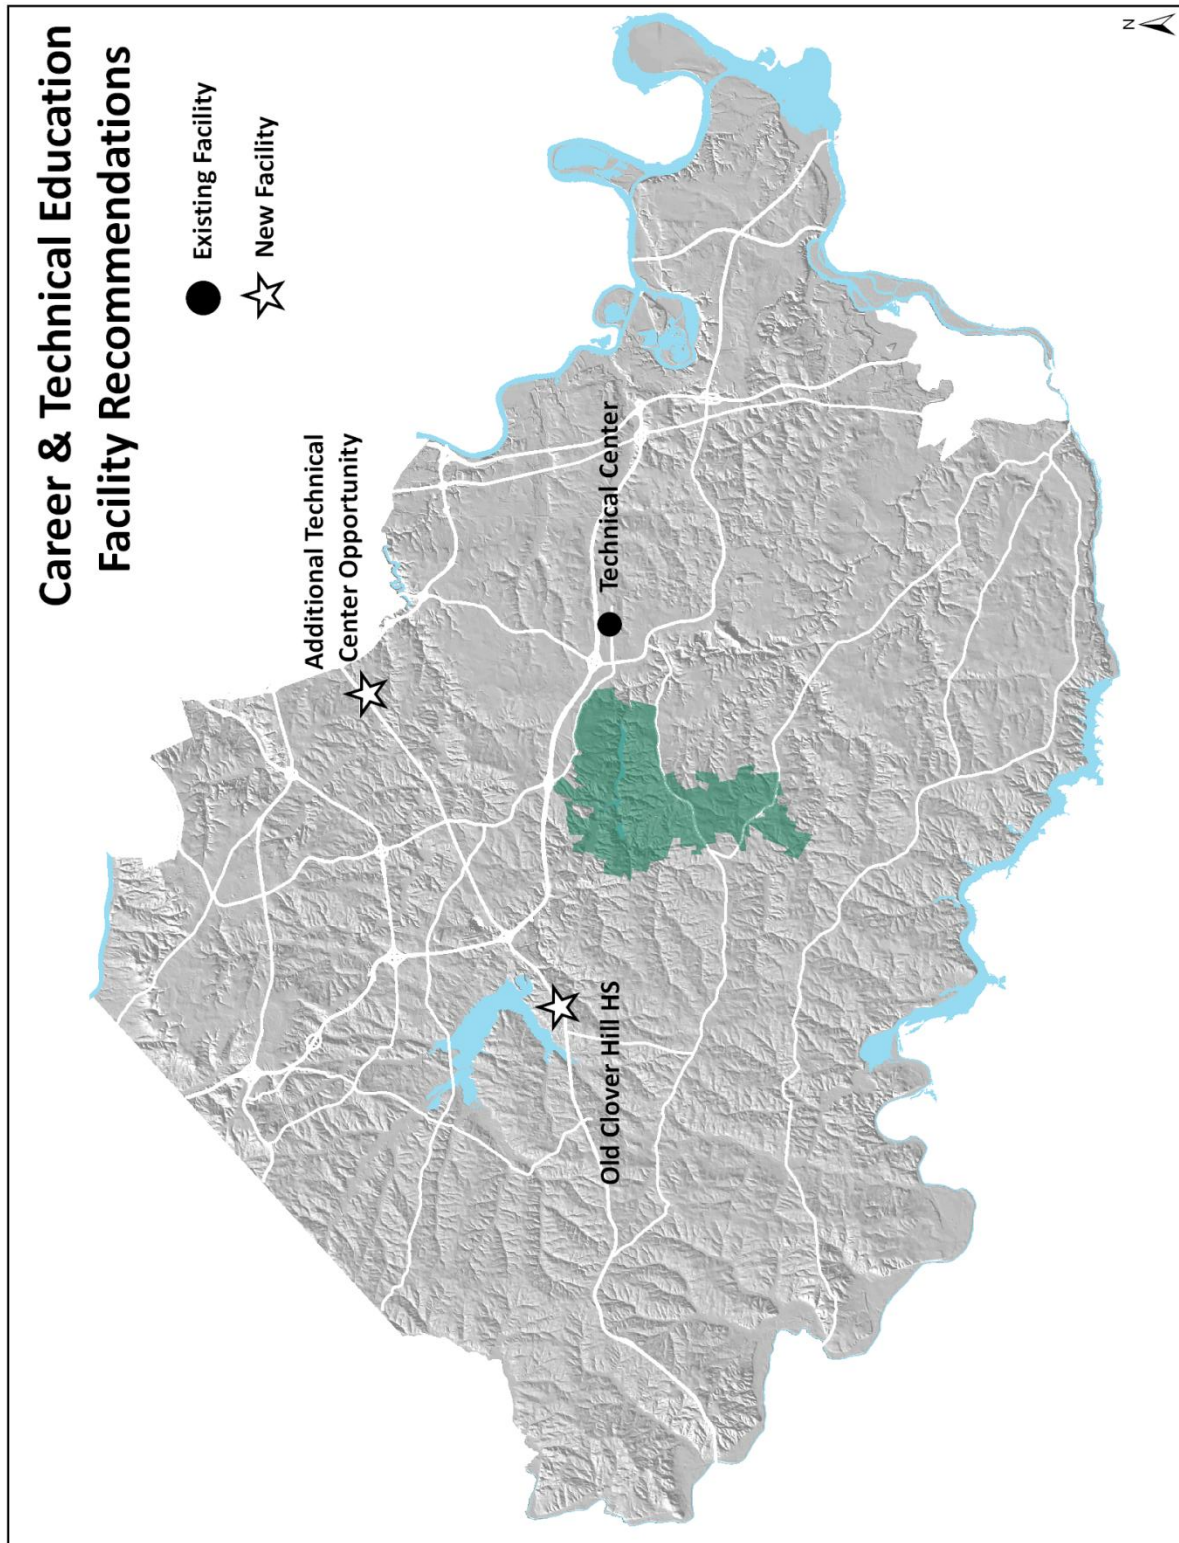 Career & Technical Education
Facility Recommendations
Existing Facility
New Facility
Additional Technical
Center Opportunity
Technical Center
Old Clover Hill HS
N